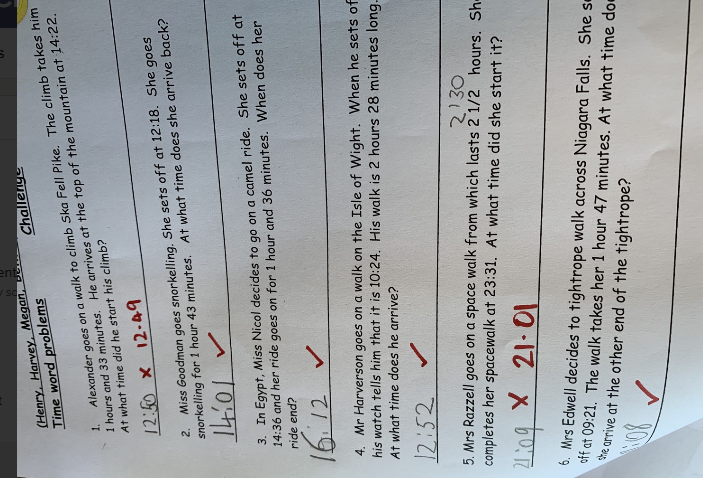 (Henry, Harvey, Megan, Challenge
Time word problems
1. Alexander goes on a walk to climb Ska Fell Pike. The climb takes him
1 hours and 33 minutes. He arrives at the top of the mountain at 14:22.
At what time did he start his climb?
12:50 x 12.49
2. Miss Goodman goes snorkelling. She sets off at 12:18. She goes
snorkelling for 1 hour 43 minutes. At what time does she arrive back?
14:01 ✓
3. In Egypt, Miss Nicol decides to go on a camel ride. She sets off at
14:36 and her ride goes on for 1 hour and 36 minutes. When does her
ride end?
16:12 ✓
4. Mr Harverson goes on a walk on the Isle of Wight. When he sets of
his watch tells him that it is 10:24. His walk is 2 hours 28 minutes long.
At what time does he arrive?
12:52 ✓
2:30
5. Mrs Razzell goes on a space walk from which lasts 2 1/2 hours. She
completes her spacewalk at 23:31. At what time did she start it?
21:09 x 21.01
6. Mrs Edwell decides to tightrope walk across Niagara Falls. She
off at 09:21. The walk takes her 1 hour 47 minutes. At what time
she arrive at the other end of the tightrope?
:08 ✓